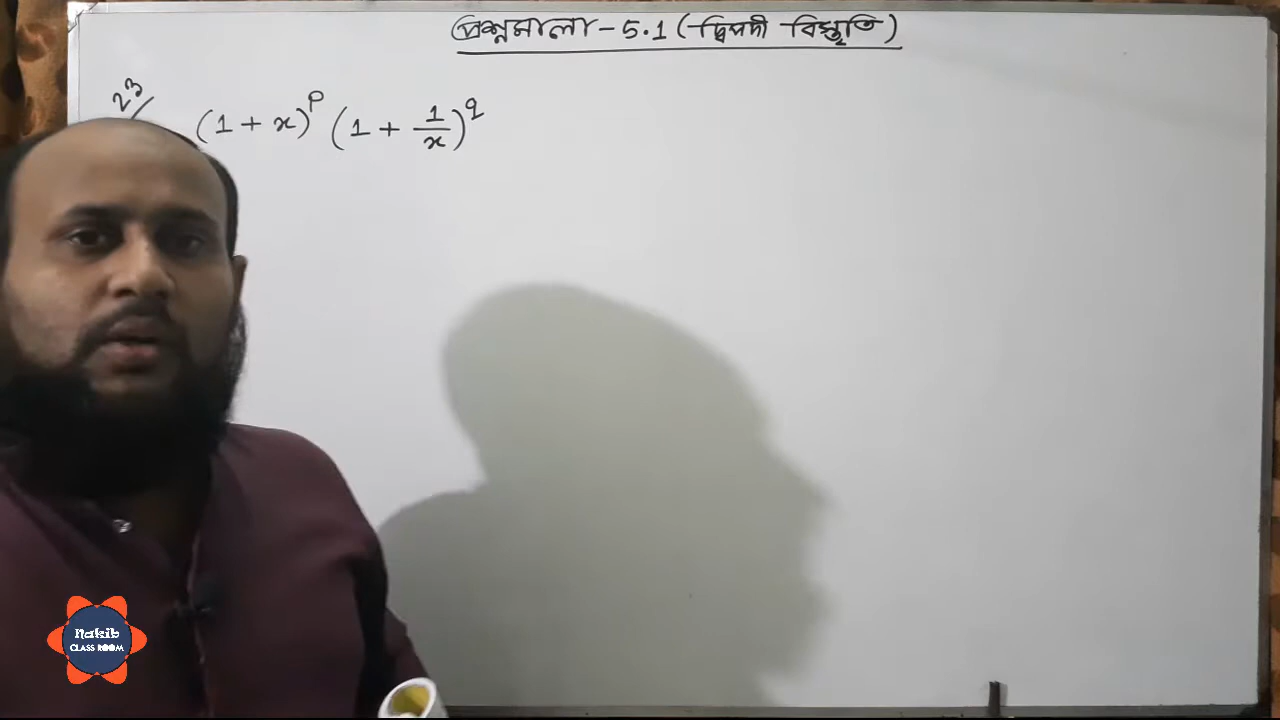 প্রশ্নমালা - 5.1 (দ্বিপদী বিস্তৃতি)
23/ (1 + x)^p (1 + 1/x)^q
Nakib
CLASS ROOM